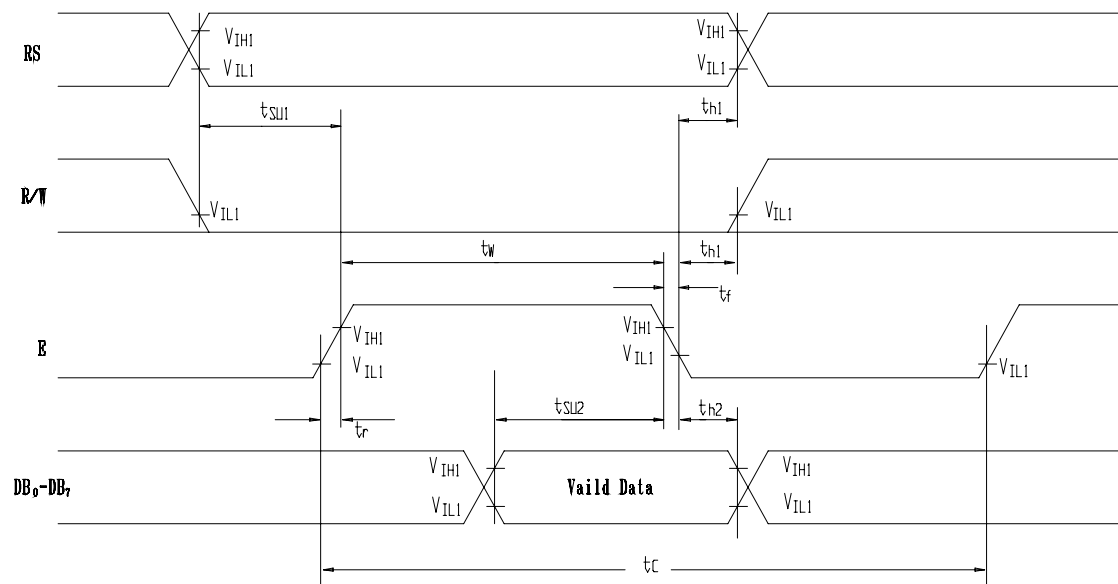 RS
VIH1
VIL1
VIH1
VIL1
tSU1
th1
R/W
VIL1
VIL1
tW
th1
tf
E
VIH1
VIL1
VIH1
VIL1
VIL1
tr
tSU2
th2
DB₀-DB₇
VIH1
VIL1
Vaild Data
VIH1
VIL1
tC